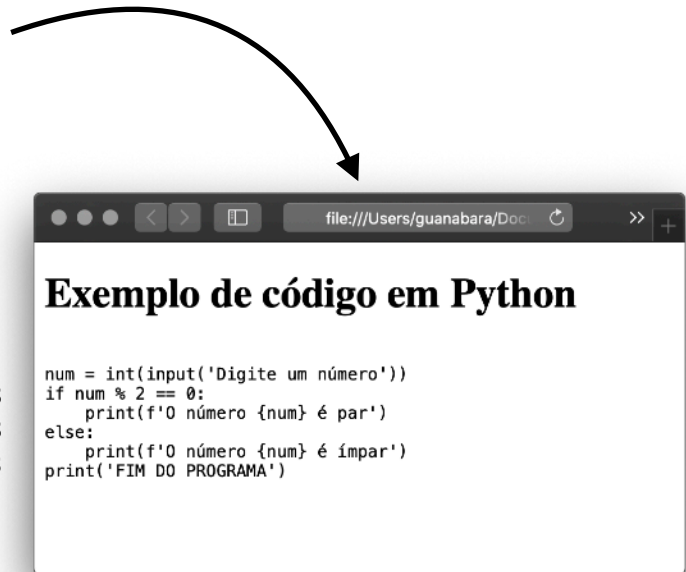 file:///Users/guanabara/Doc
Exemplo de código em Python
num = int(input('Digite um número'))
if num % 2 == 0:
    print(f'O número {num} é par')
else:
    print(f'O número {num} é ímpar')
print('FIM DO PROGRAMA')